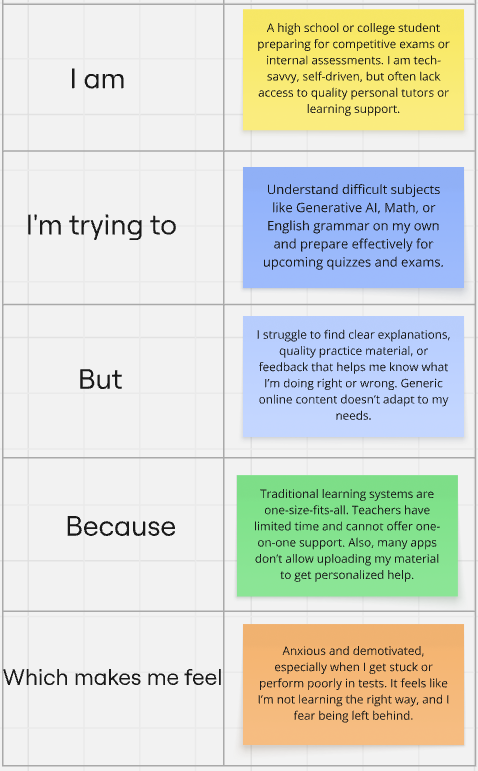 I am
A high school or college student
preparing for competitive exams or
internal assessments. I am tech-
savvy, self-driven, but often lack
access to quality personal tutors or
learning support.
I'm trying to
Understand difficult subjects
like Generative AI, Math, or
English grammar on my own
and prepare effectively for
upcoming quizzes and exams.
But
I struggle to find clear explanations,
quality practice material, or
feedback that helps me know what
I’m doing right or wrong. Generic
online content doesn’t adapt to my
needs.
Because
Traditional learning systems are
one-size-fits-all. Teachers have
limited time and cannot offer one-
on-one support. Also, many apps
don’t allow uploading my material
to get personalized help.
Which makes me feel
Anxious and demotivated,
especially when I get stuck or
perform poorly in tests. It feels like
I’m not learning the right way, and I
fear being left behind.